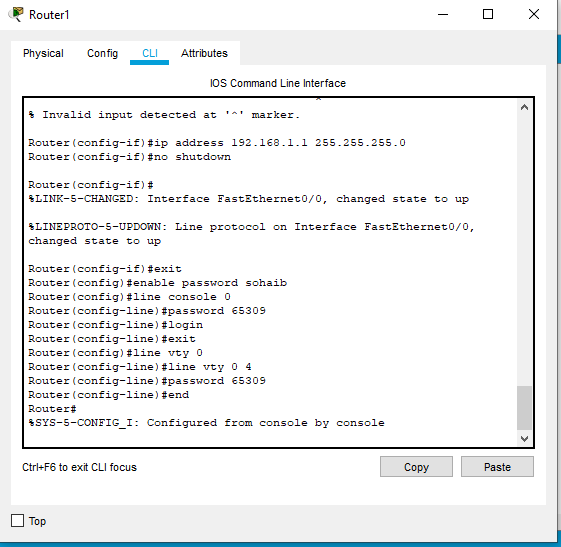 Router1
Physical Config CLI Attributes
IOS Command Line Interface
^
% Invalid input detected at '^' marker.
Router(config-if)#ip address 192.168.1.1 255.255.255.0
Router(config-if)#no shutdown
Router(config-if)#
%LINK-5-CHANGED: Interface FastEthernet0/0, changed state to up
%LINEPROTO-5-UPDOWN: Line protocol on Interface FastEthernet0/0,
changed state to up
Router(config-if)#exit
Router(config)#enable password sohaib
Router(config)#line console 0
Router(config-line)#password 65309
Router(config-line)#login
Router(config-line)#exit
Router(config)#line vty 0
Router(config-line)#line vty 0 4
Router(config-line)#password 65309
Router(config-line)#end
Router#
%SYS-5-CONFIG_I: Configured from console by console
Ctrl+F6 to exit CLI focus Copy Paste
Top